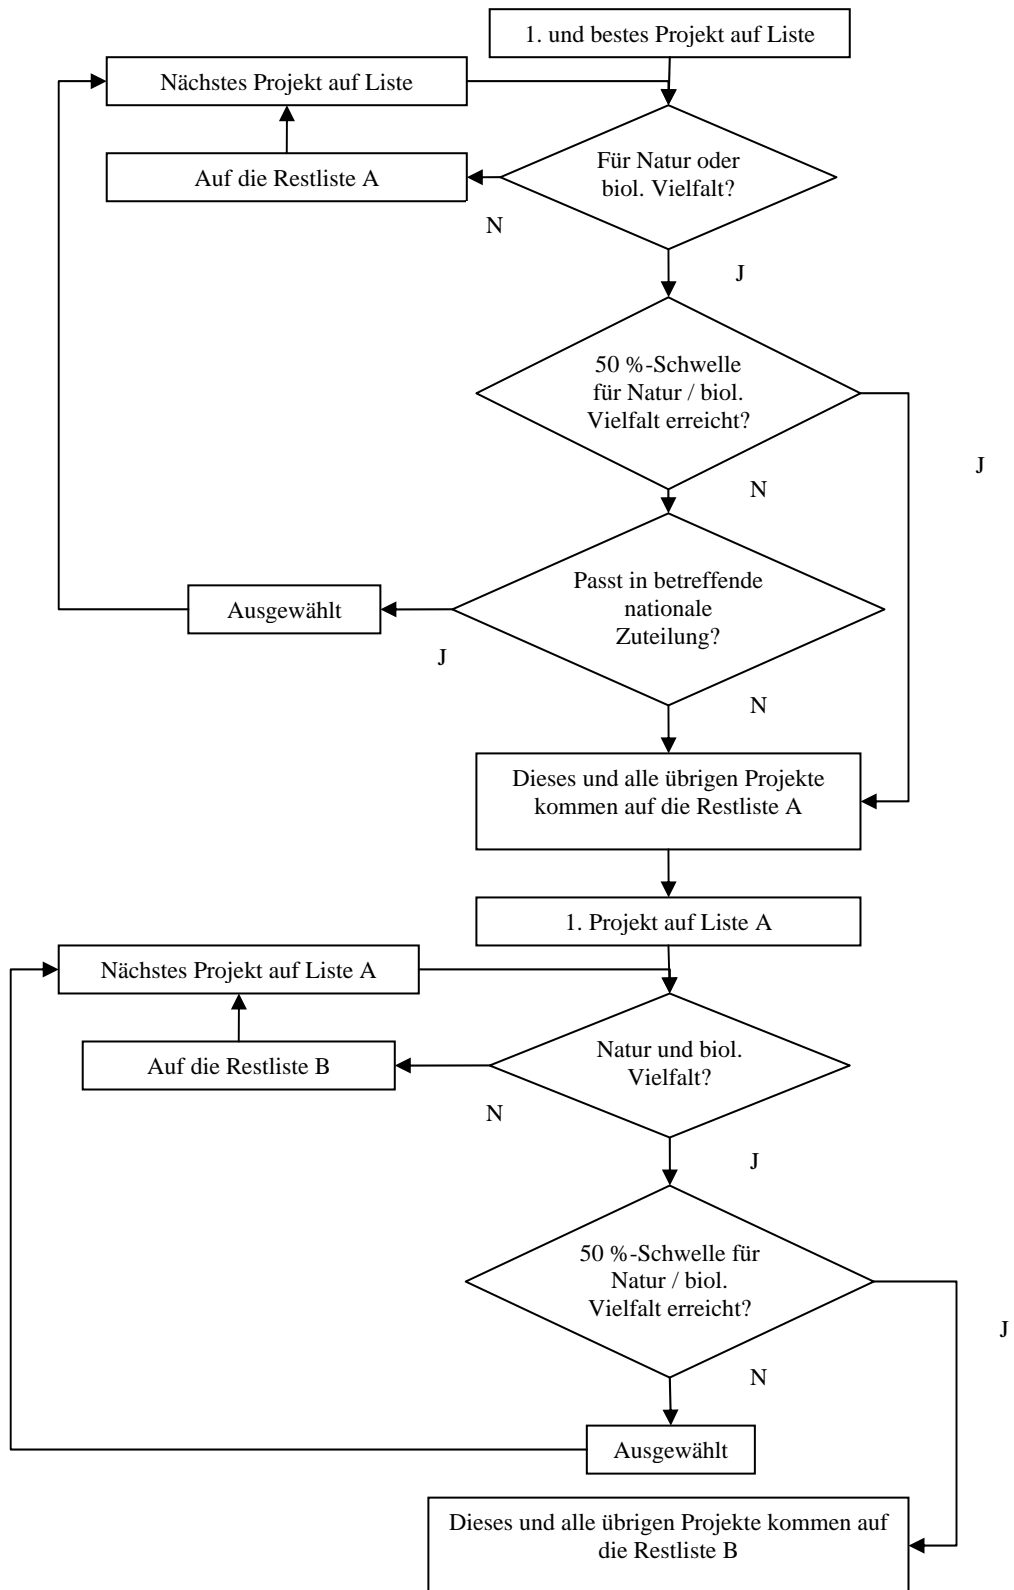 1. und bestes Projekt auf Liste
Nächstes Projekt auf Liste
Auf die Restliste A
Für Natur oder
biol. Vielfalt?
N
J
50 %-Schwelle
für Natur / biol.
Vielfalt erreicht?
J
N
Passt in betreffende
nationale
Zuteilung?
Ausgewählt
J
N
Dieses und alle übrigen Projekte
kommen auf die Restliste A
1. Projekt auf Liste A
Nächstes Projekt auf Liste A
Auf die Restliste B
Natur und biol.
Vielfalt?
N
J
50 %-Schwelle für
Natur / biol.
Vielfalt erreicht?
J
N
Ausgewählt
Dieses und alle übrigen Projekte kommen auf
die Restliste B